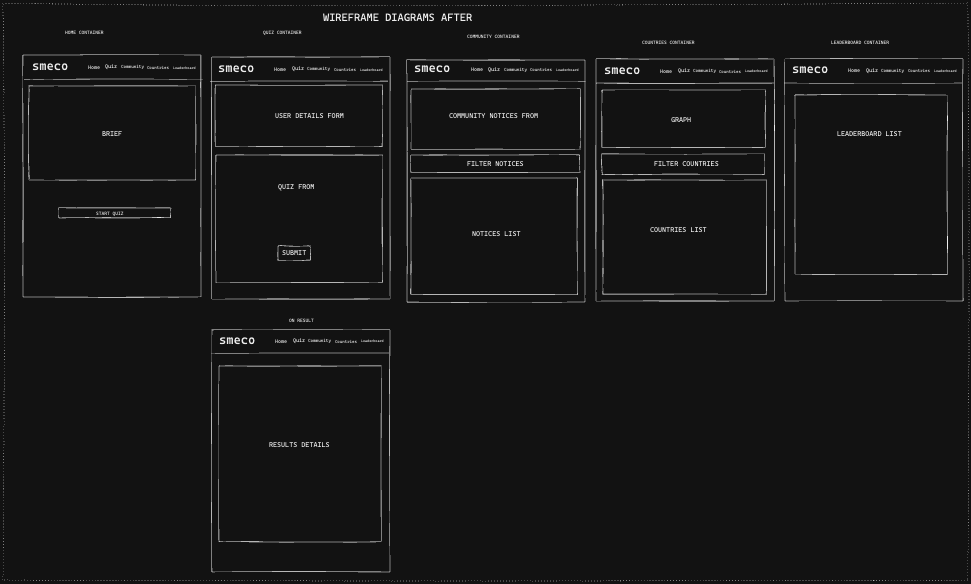 WIREFRAME DIAGRAMS AFTER
HOME CONTAINER
smeco Home Quiz Community Countries Leaderboard
BRIEF
START QUIZ
QUIZ CONTAINER
smeco Home Quiz Community Countries Leaderboard
USER DETAILS FORM
QUIZ FROM
SUBMIT
COMMUNITY CONTAINER
smeco Home Quiz Community Countries Leaderboard
COMMUNITY NOTICES FROM
FILTER NOTICES
NOTICES LIST
COUNTRIES CONTAINER
smeco Home Quiz Community Countries Leaderboard
GRAPH
FILTER COUNTRIES
COUNTRIES LIST
LEADERBOARD CONTAINER
smeco Home Quiz Community Countries Leaderboard
LEADERBOARD LIST
ON RESULT
smeco Home Quiz Community Countries Leaderboard
RESULTS DETAILS